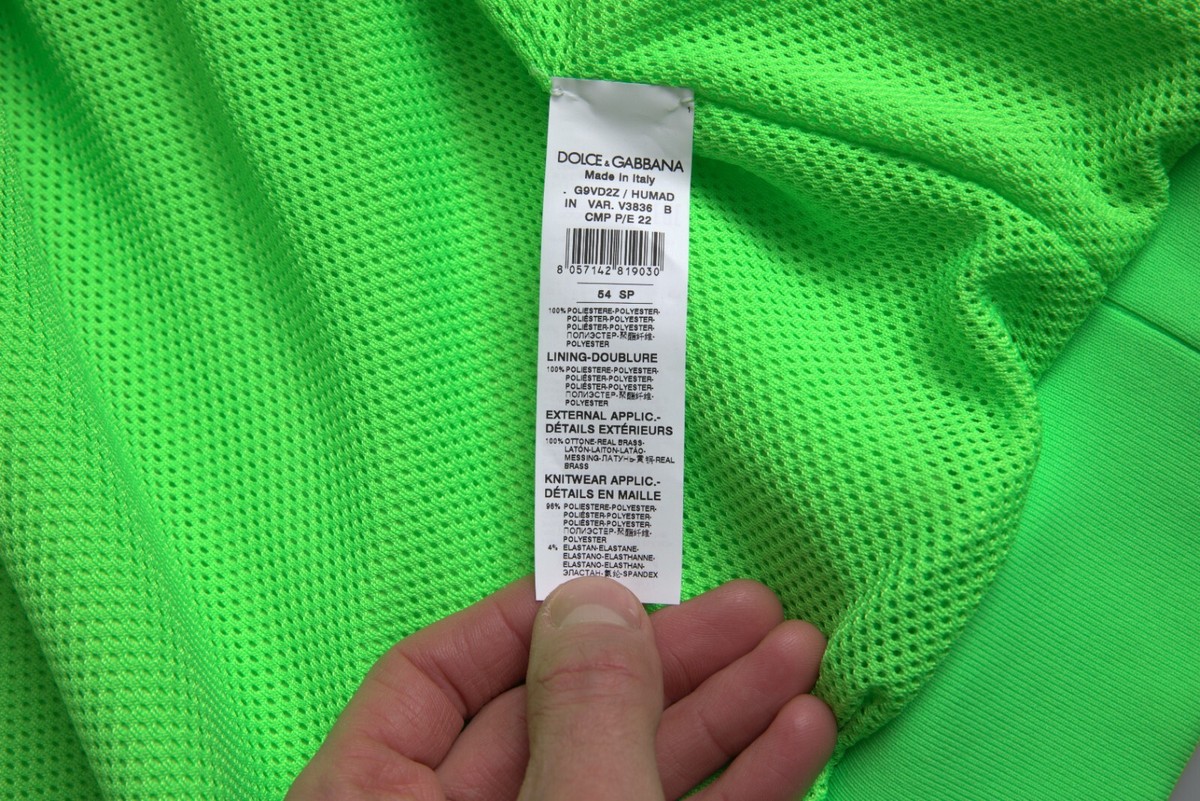 DOLCE & GABBANA
Made in Italy
. G9VD2Z / HUMAD
IN VAR. V3836 B
CMP P/E 22
8 057142 819030
54 SP
100% POLIESTERE-POLYESTER-
POLIÉSTER-POLYESTER-
POLIÉSTER-POLYESTER-
ПОЛИЭСТЕР-聚酯纤维-
POLYESTER
LINING-DOUBLURE
100% POLIESTERE-POLYESTER-
POLIÉSTER-POLYESTER-
POLIÉSTER-POLYESTER-
ПОЛИЭСТЕР-聚酯纤维-
POLYESTER
EXTERNAL APPLIC.-
DÉTAILS EXTÉRIEURS
100% OTTONE-REAL BRASS-
LATÓN-LAITON-LATÃO-
MESSING-ЛАТУНЬ-黄铜-REAL
BRASS
KNITWEAR APPLIC.-
DÉTAILS EN MAILLE
96% POLIESTERE-POLYESTER-
POLIÉSTER-POLYESTER-
POLIÉSTER-POLYESTER-
ПОЛИЭСТЕР-聚酯纤维-
POLYESTER
4% ELASTAN-ELASTANE-
ELASTANO-ELASTHANNE-
ELASTANO-ELASTHAN-
ЭЛАСТАН-氨纶-SPANDEX